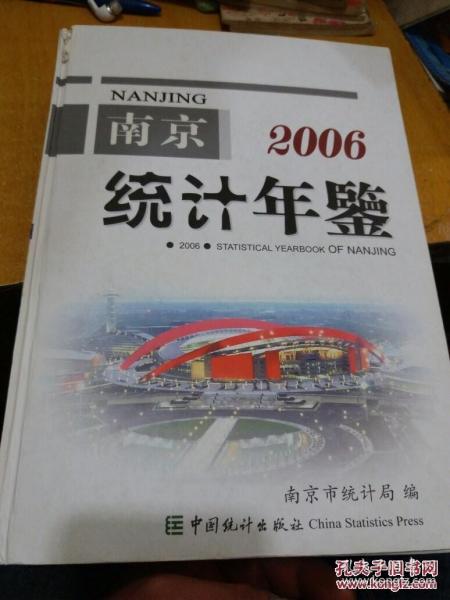 NANJING
南京
2006
统计年鑒
● 2006 ● STATISTICAL YEARBOOK OF NANJING
南京市统计局 编
中国统计出版社 China Statistics Press
孔夫子旧书网
www.kongfz.com